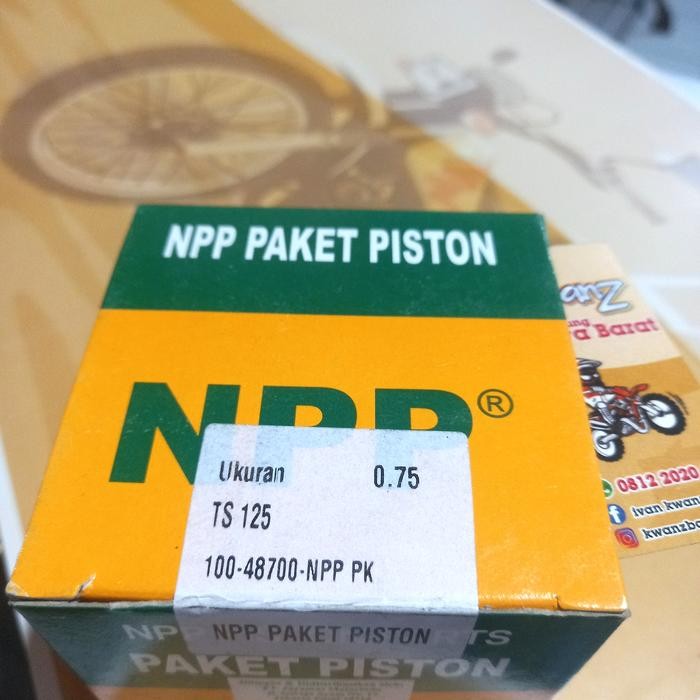 NPP PAKET PISTON
NPP®
Ukuran 0.75
TS 125
100-48700-NPP PK
NPP PAKET PISTON
PAKET PISTON
anZ
Barat
0812 2020
ivan kwan
kwanzbo